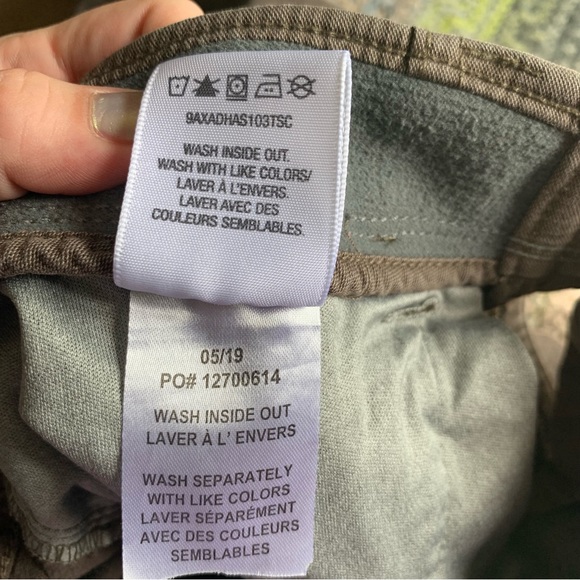 9AXADHAS103TSC
WASH INSIDE OUT.
WASH WITH LIKE COLORS/
LAVER À L'ENVERS.
LAVER AVEC DES
COULEURS SEMBLABLES.
05/19
PO# 12700614
WASH INSIDE OUT
LAVER À L' ENVERS
WASH SEPARATELY
WITH LIKE COLORS
LAVER SÉPARÉMENT
AVEC DES COULEURS
SEMBLABLES